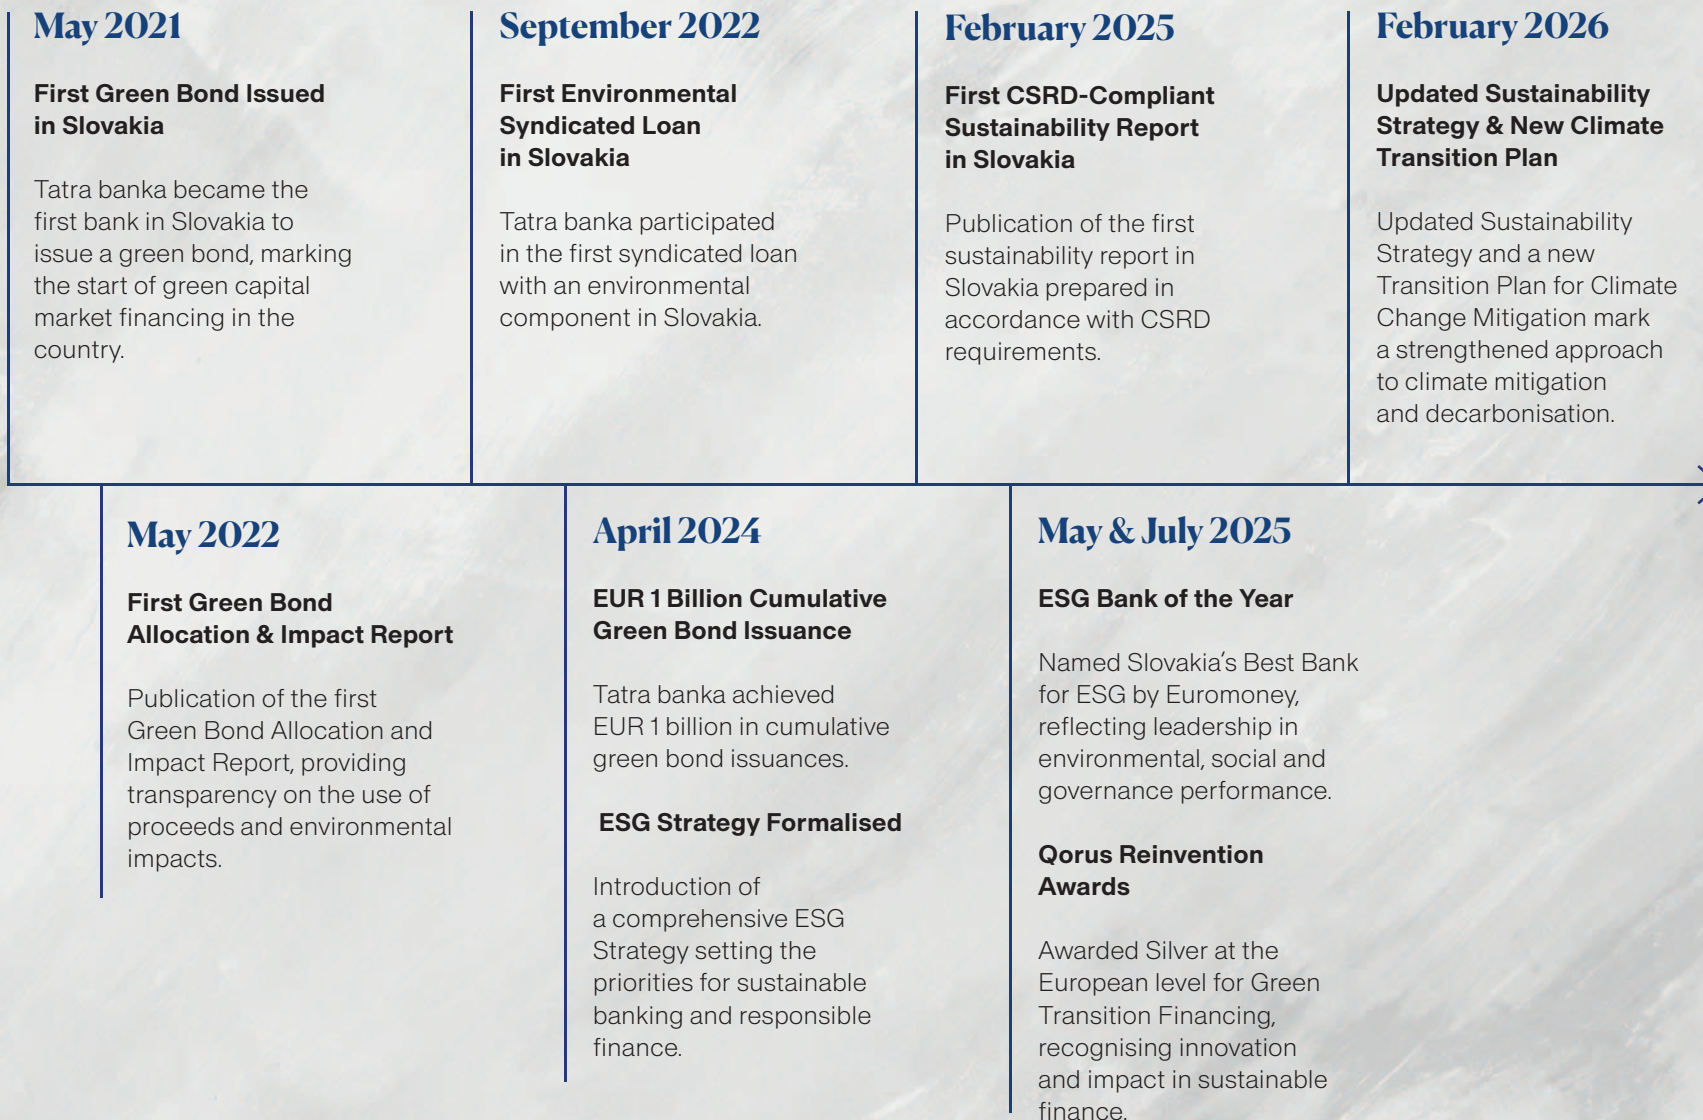 May 2021
First Green Bond Issued
in Slovakia
Tatra banka became the
first bank in Slovakia to
issue a green bond, marking
the start of green capital
market financing in the
country.
May 2022
First Green Bond
Allocation & Impact Report
Publication of the first
Green Bond Allocation and
Impact Report, providing
transparency on the use of
proceeds and environmental
impacts.
September 2022
First Environmental
Syndicated Loan
in Slovakia
Tatra banka participated
in the first syndicated loan
with an environmental
component in Slovakia.
April 2024
EUR 1 Billion Cumulative
Green Bond Issuance
Tatra banka achieved
EUR 1 billion in cumulative
green bond issuances.
ESG Strategy Formalised
Introduction of
a comprehensive ESG
Strategy setting the
priorities for sustainable
banking and responsible
finance.
February 2025
First CSRD-Compliant
Sustainability Report
in Slovakia
Publication of the first
sustainability report in
Slovakia prepared in
accordance with CSRD
requirements.
May & July 2025
ESG Bank of the Year
Named Slovakia’s Best Bank
for ESG by Euromoney,
reflecting leadership in
environmental, social and
governance performance.
Qorus Reinvention
Awards
Awarded Silver at the
European level for Green
Transition Financing,
recognising innovation
and impact in sustainable
finance.
February 2026
Updated Sustainability
Strategy & New Climate
Transition Plan
Updated Sustainability
Strategy and a new
Transition Plan for Climate
Change Mitigation mark
a strengthened approach
to climate mitigation
and decarbonisation.